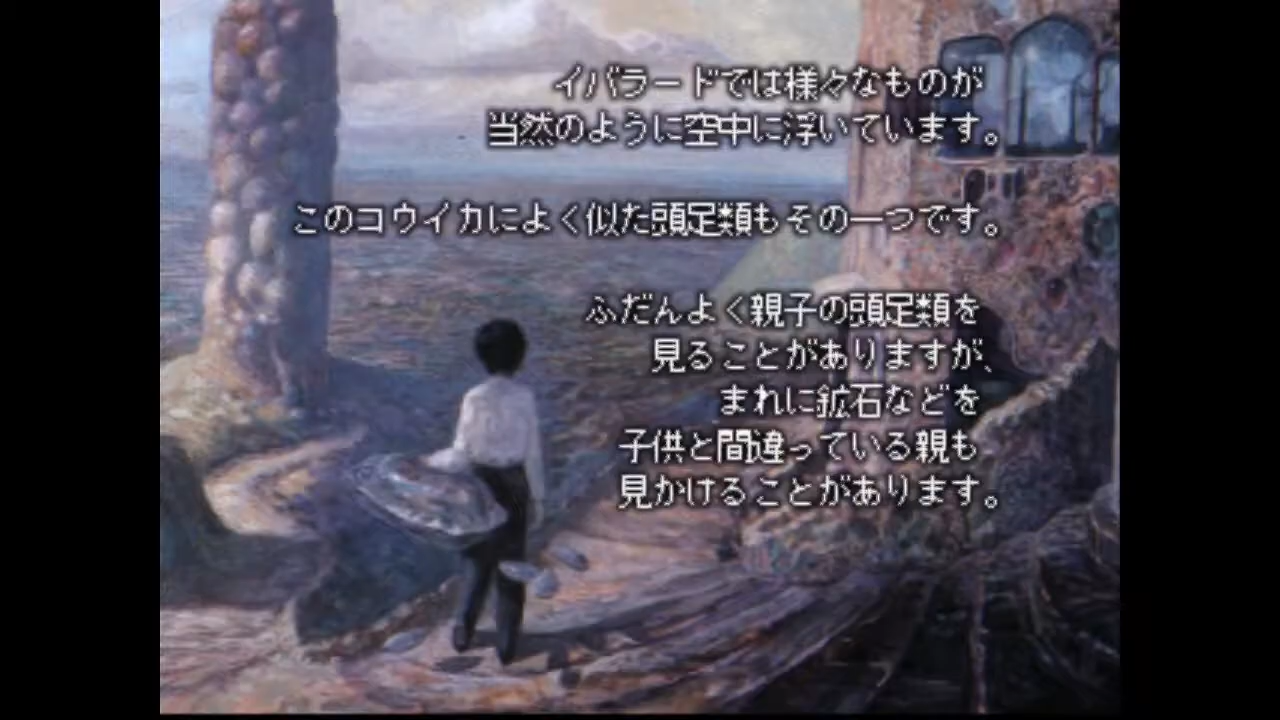 イバラードでは様々なものが
当然のように空中に浮いています。
このコウイカによく似た頭足類もその一つです。
ふだんよく親子の頭足類を
見ることがありますが、
まれに鉱石などを
子供と間違っている親も
見かけることがあります。